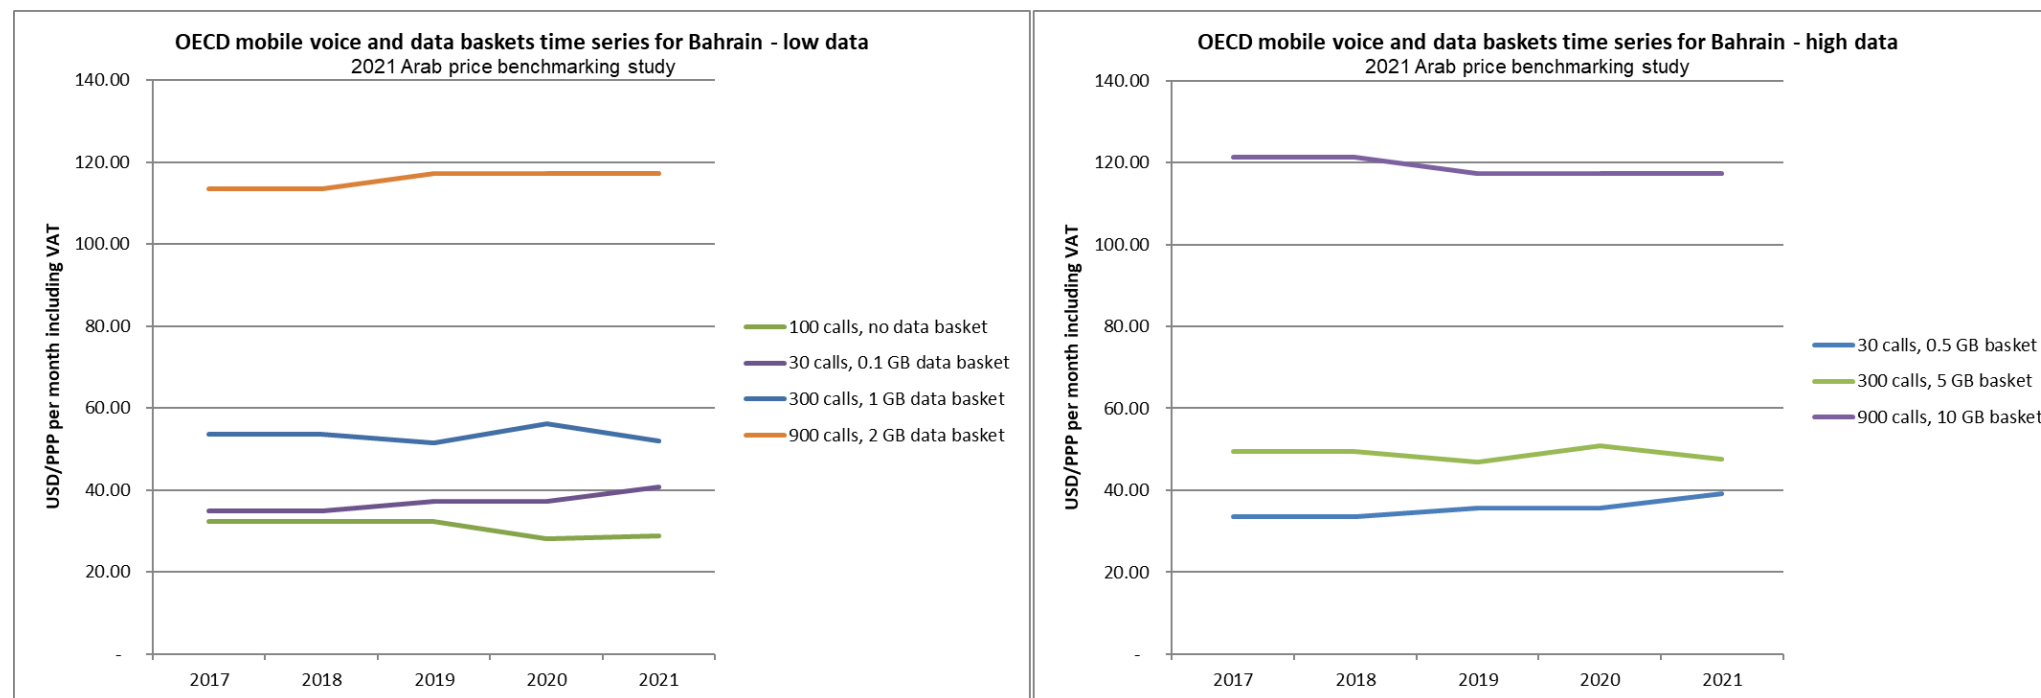 OECD mobile voice and data baskets time series for Bahrain - low data
2021 Arab price benchmarking study
USD/PPP per month including VAT
140.00
120.00
100.00
80.00
60.00
40.00
20.00
-
2017 2018 2019 2020 2021
100 calls, no data basket
30 calls, 0.1 GB data basket
300 calls, 1 GB data basket
900 calls, 2 GB data basket
OECD mobile voice and data baskets time series for Bahrain - high data
2021 Arab price benchmarking study
USD/PPP per month including VAT
140.00
120.00
100.00
80.00
60.00
40.00
20.00
-
2017 2018 2019 2020 2021
30 calls, 0.5 GB basket
300 calls, 5 GB basket
900 calls, 10 GB basket